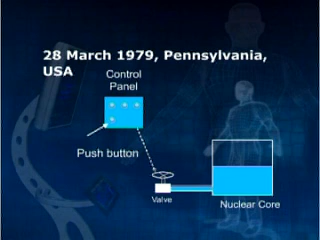 28 March 1979, Pennsylvania,
USA
Control
Panel
Push button
Valve
Nuclear Core